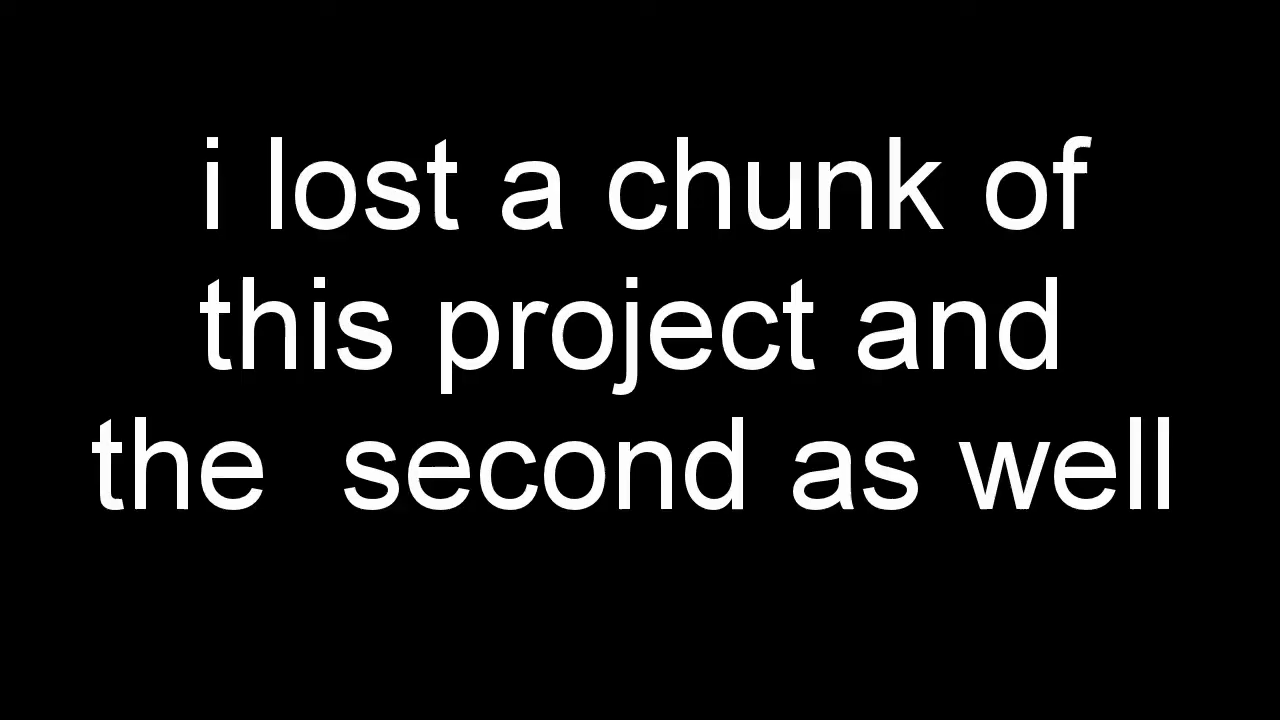 i lost a chunk of
this project and
the  second as well